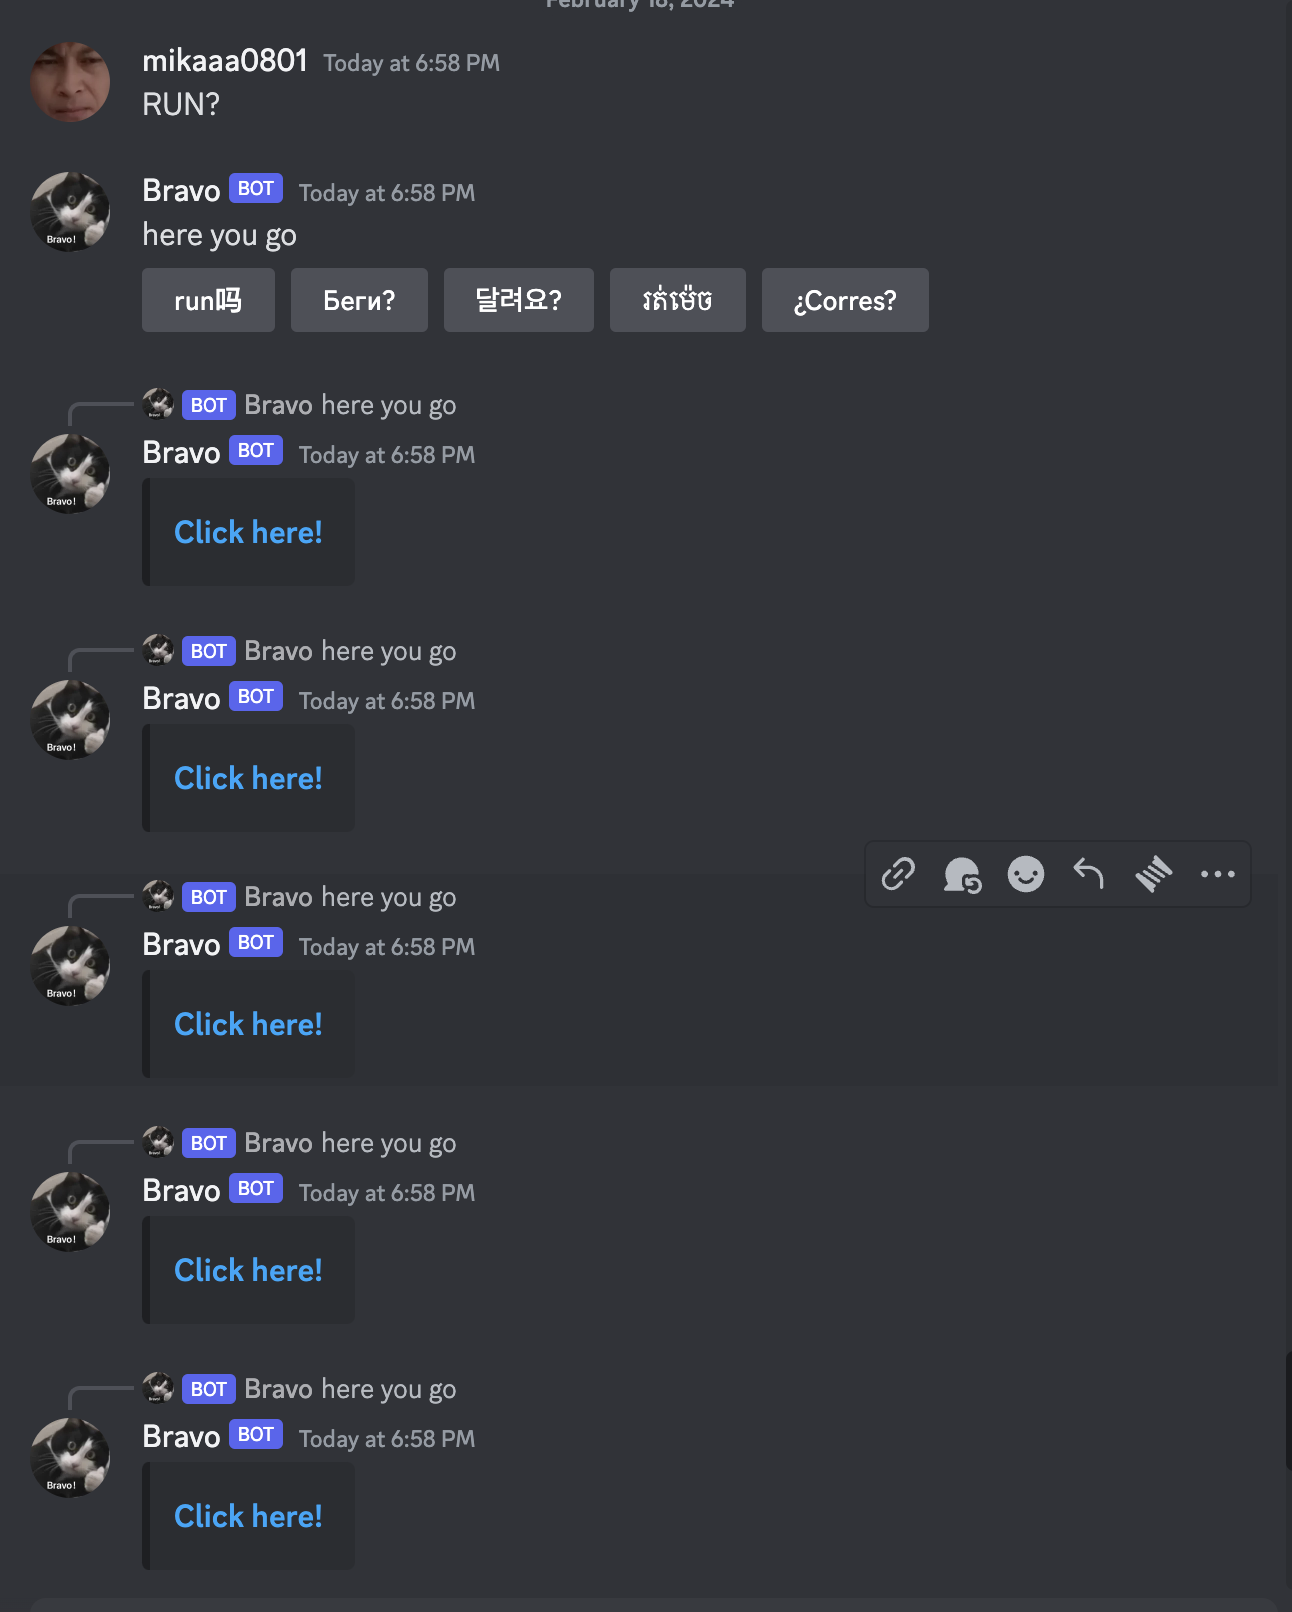 February 18, 2024
mikaaa0801 Today at 6:58 PM
RUN?
Bravo BOT Today at 6:58 PM
Bravo!
here you go
run吗 Беги? 달려요? រត់ម៉េច ¿Corres?
BOT Bravo here you go
Bravo BOT Today at 6:58 PM
Bravo!
Click here!
BOT Bravo here you go
Bravo BOT Today at 6:58 PM
Bravo!
Click here!
BOT Bravo here you go
Bravo BOT Today at 6:58 PM
Bravo!
Click here!
BOT Bravo here you go
Bravo BOT Today at 6:58 PM
Bravo!
Click here!
BOT Bravo here you go
Bravo BOT Today at 6:58 PM
Bravo!
Click here!